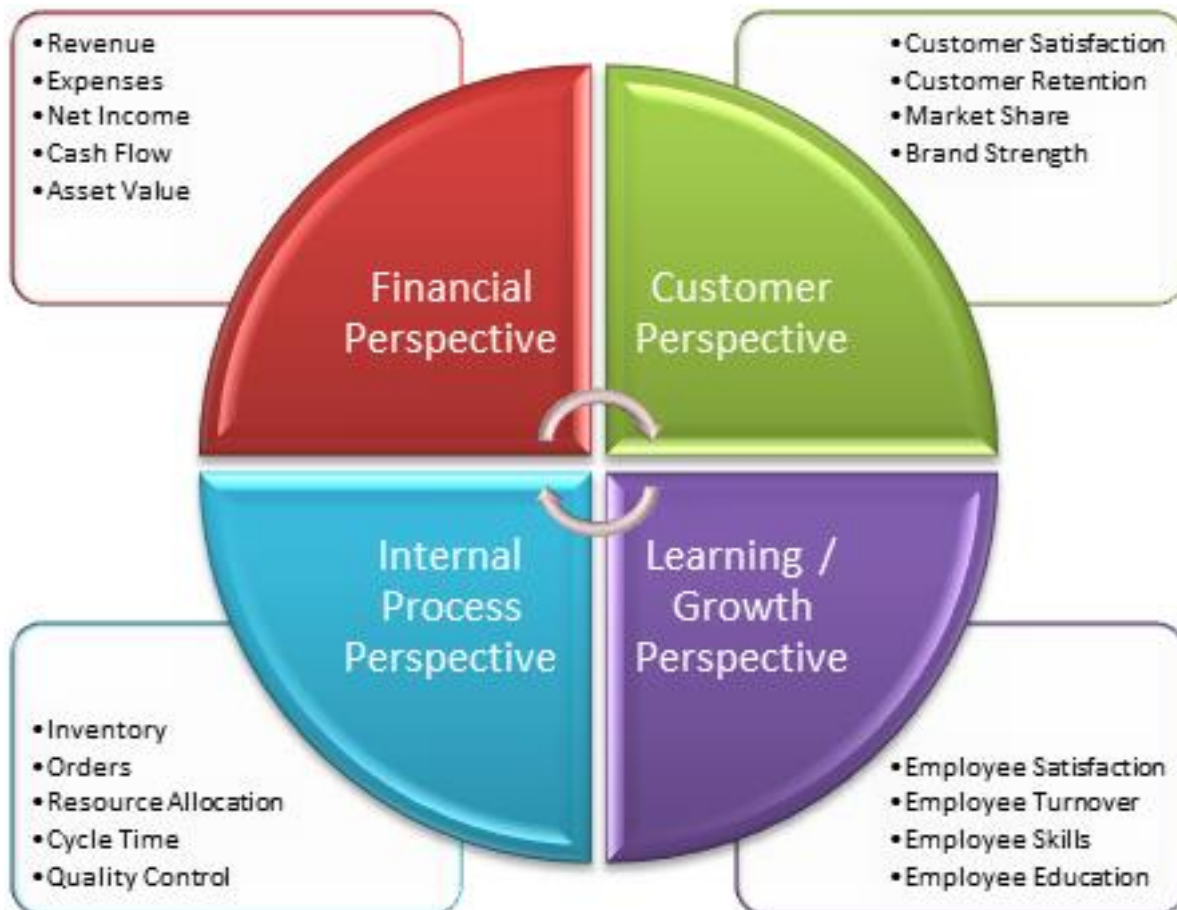 •Revenue
•Expenses
•Net Income
•Cash Flow
•Asset Value
•Customer Satisfaction
•Customer Retention
•Market Share
•Brand Strength
Financial
Perspective
Customer
Perspective
Internal
Process
Perspective
Learning /
Growth
Perspective
•Inventory
•Orders
•Resource Allocation
•Cycle Time
•Quality Control
•Employee Satisfaction
•Employee Turnover
•Employee Skills
•Employee Education